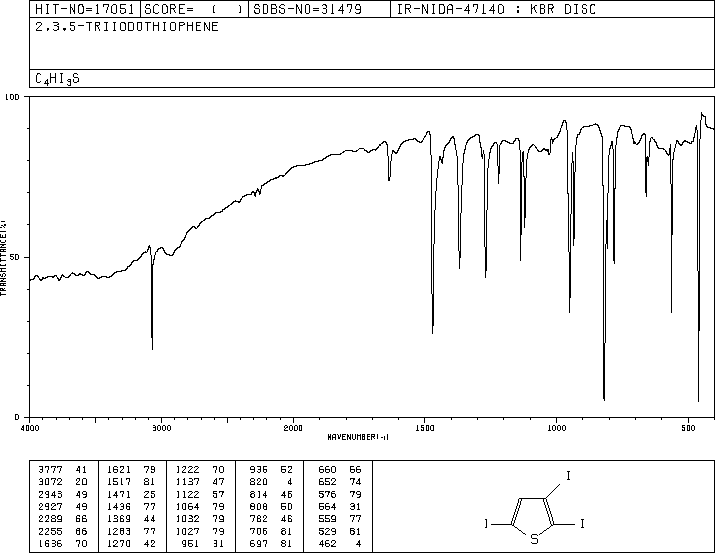 HIT-NO=17051 SCORE= ( ) SDBS-NO=31479 IR-NIDA-47140 : KBR DISC
2,3,5-TRIIODOTHIOPHENE
C4HI3S
100
50
0
TRANSMITTANCE(%)
4000 3000 2000 1500 1000 500
WAVENUMBER(-1)
3777 41 1621 79 1222 70 936 52 660 66
3072 20 1517 81 1137 47 820 4 652 74
2943 49 1471 25 1122 57 814 46 576 79
2927 49 1436 77 1064 79 808 50 564 31
2289 66 1369 44 1032 79 782 46 559 77
2255 66 1283 77 1027 79 706 81 529 81
1636 70 1270 42 951 31 697 81 462 4
I
I S I